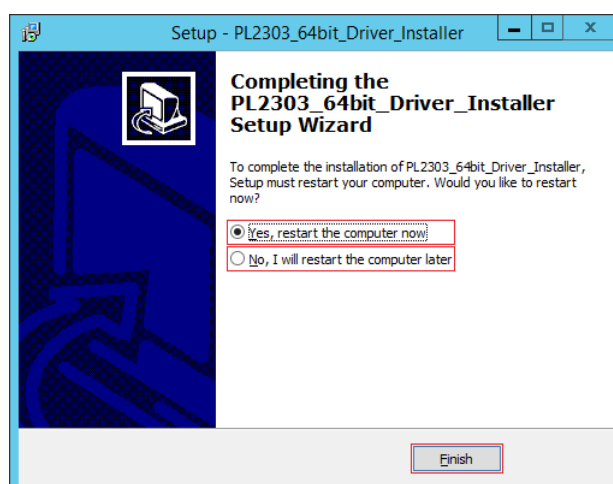 Setup - PL2303_64bit_Driver_Installer
Completing the
PL2303_64bit_Driver_Installer
Setup Wizard
To complete the installation of PL2303_64bit_Driver_Installer,
Setup must restart your computer. Would you like to restart
now?
Yes, restart the computer now
No, I will restart the computer later
Finish